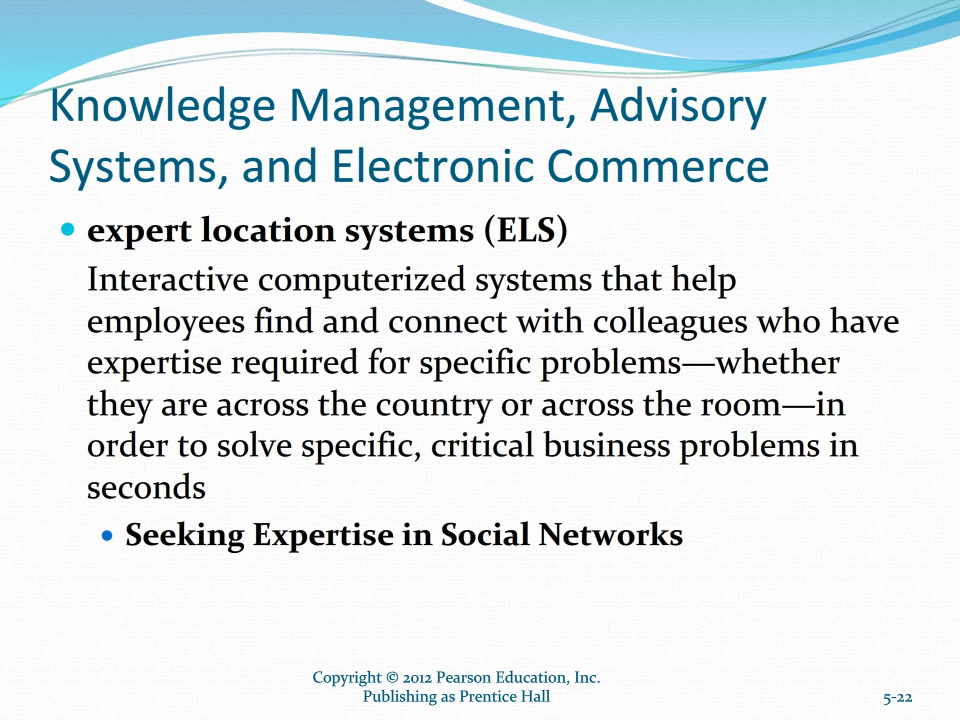 Knowledge Management, Advisory
Systems, and Electronic Commerce
• expert location systems (ELS)
Interactive computerized systems that help
employees find and connect with colleagues who have
expertise required for specific problems—whether
they are across the country or across the room—in
order to solve specific, critical business problems in
seconds
• Seeking Expertise in Social Networks
Copyright © 2012 Pearson Education, Inc.
Publishing as Prentice Hall
5-22